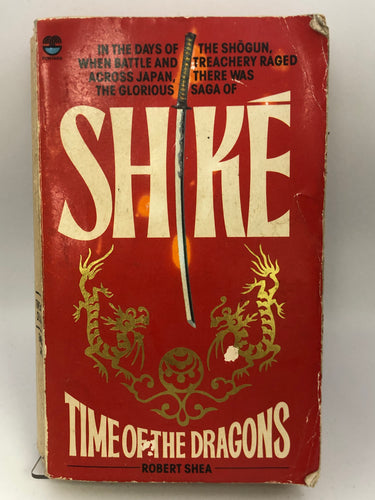 IN THE DAYS OF THE SHŌGUN,
WHEN BATTLE AND TREACHERY RAGED
ACROSS JAPAN, THERE WAS
THE GLORIOUS SAGA OF
SHIKÉ
TIME OF THE DRAGONS
ROBERT SHEA